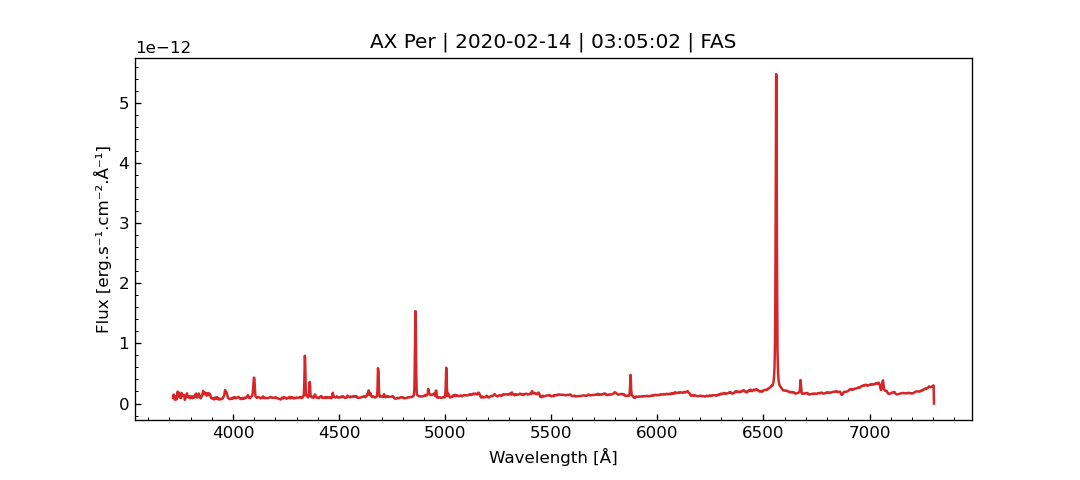 AX Per | 2020-02-14 | 03:05:02 | FAS
1e−12
5
4
3
2
1
0
Flux [erg.s⁻¹.cm⁻².Å⁻¹]
4000 4500 5000 5500 6000 6500 7000
Wavelength [Å]